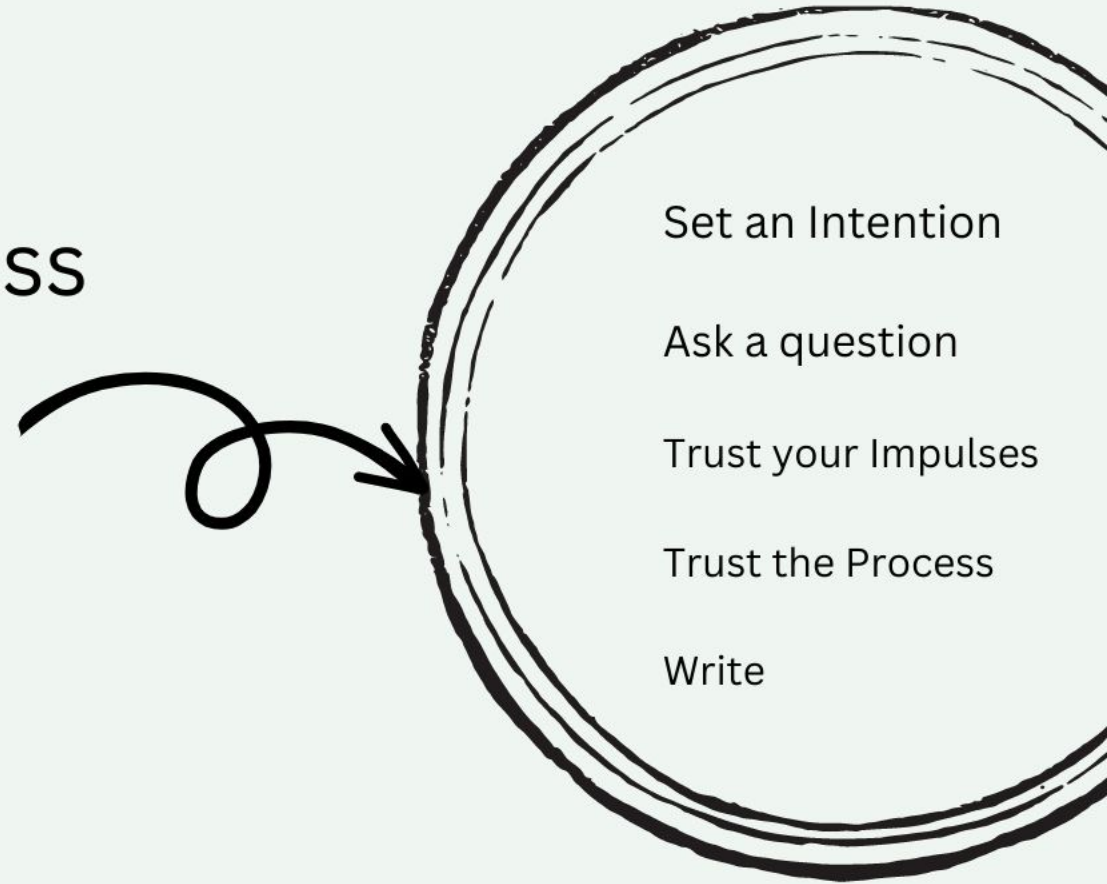 ss
Set an Intention
Ask a question
Trust your Impulses
Trust the Process
Write